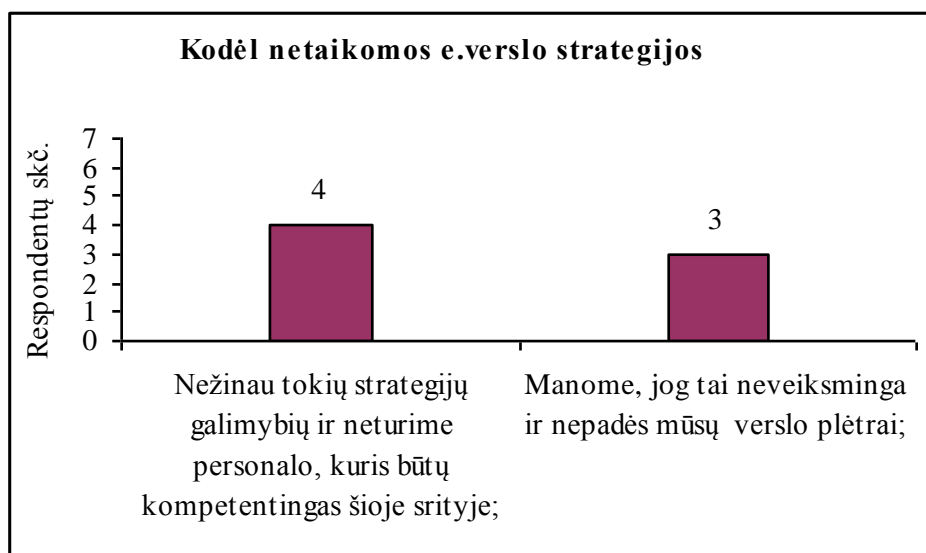 Kodėl netaikomos e.verslo strategijos
Respondentų skč.
7
6
5
4
3
2
1
0
4
3
Nežinau tokių strategijų
galimybių ir neturime
personalo, kuris būtų
kompetentingas šioje srityje;
Manome, jog tai neveiksminga
ir nepadės mūsų verslo plėtrai;